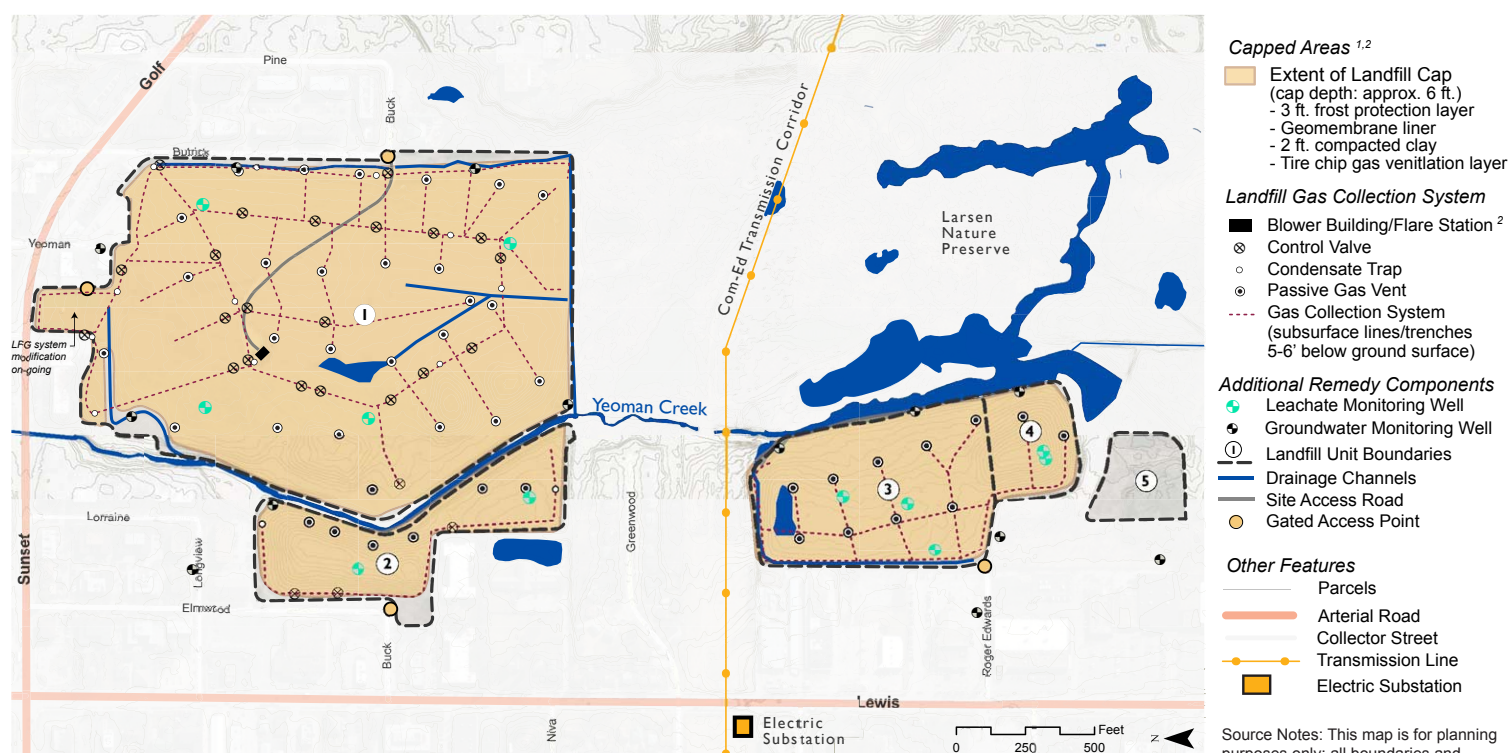 Pine
Golf
Buck
Butrick
Yeoman
LFG system
modification
on-going
1
Com-Ed Transmission Corridor
Larsen
Nature
Preserve
Yeoman Creek
4
3
5
2
Lorraine
Longview
Elmwood
Greenwood
Sunset
Buck
Roger Edwards
Lewis
Niva
Electric
Substation
Feet
0 250 500
N
Capped Areas 1,2
Extent of Landfill Cap
(cap depth: approx. 6 ft.)
- 3 ft. frost protection layer
- Geomembrane liner
- 2 ft. compacted clay
- Tire chip gas venitlation layer
Landfill Gas Collection System
Blower Building/Flare Station 2
Control Valve
Condensate Trap
Passive Gas Vent
Gas Collection System
(subsurface lines/trenches
5-6' below ground surface)
Additional Remedy Components
Leachate Monitoring Well
Groundwater Monitoring Well
1 Landfill Unit Boundaries
Drainage Channels
Site Access Road
Gated Access Point
Other Features
Parcels
Arterial Road
Collector Street
Transmission Line
Electric Substation
Source Notes: This map is for planning
purposes only; all boundaries and